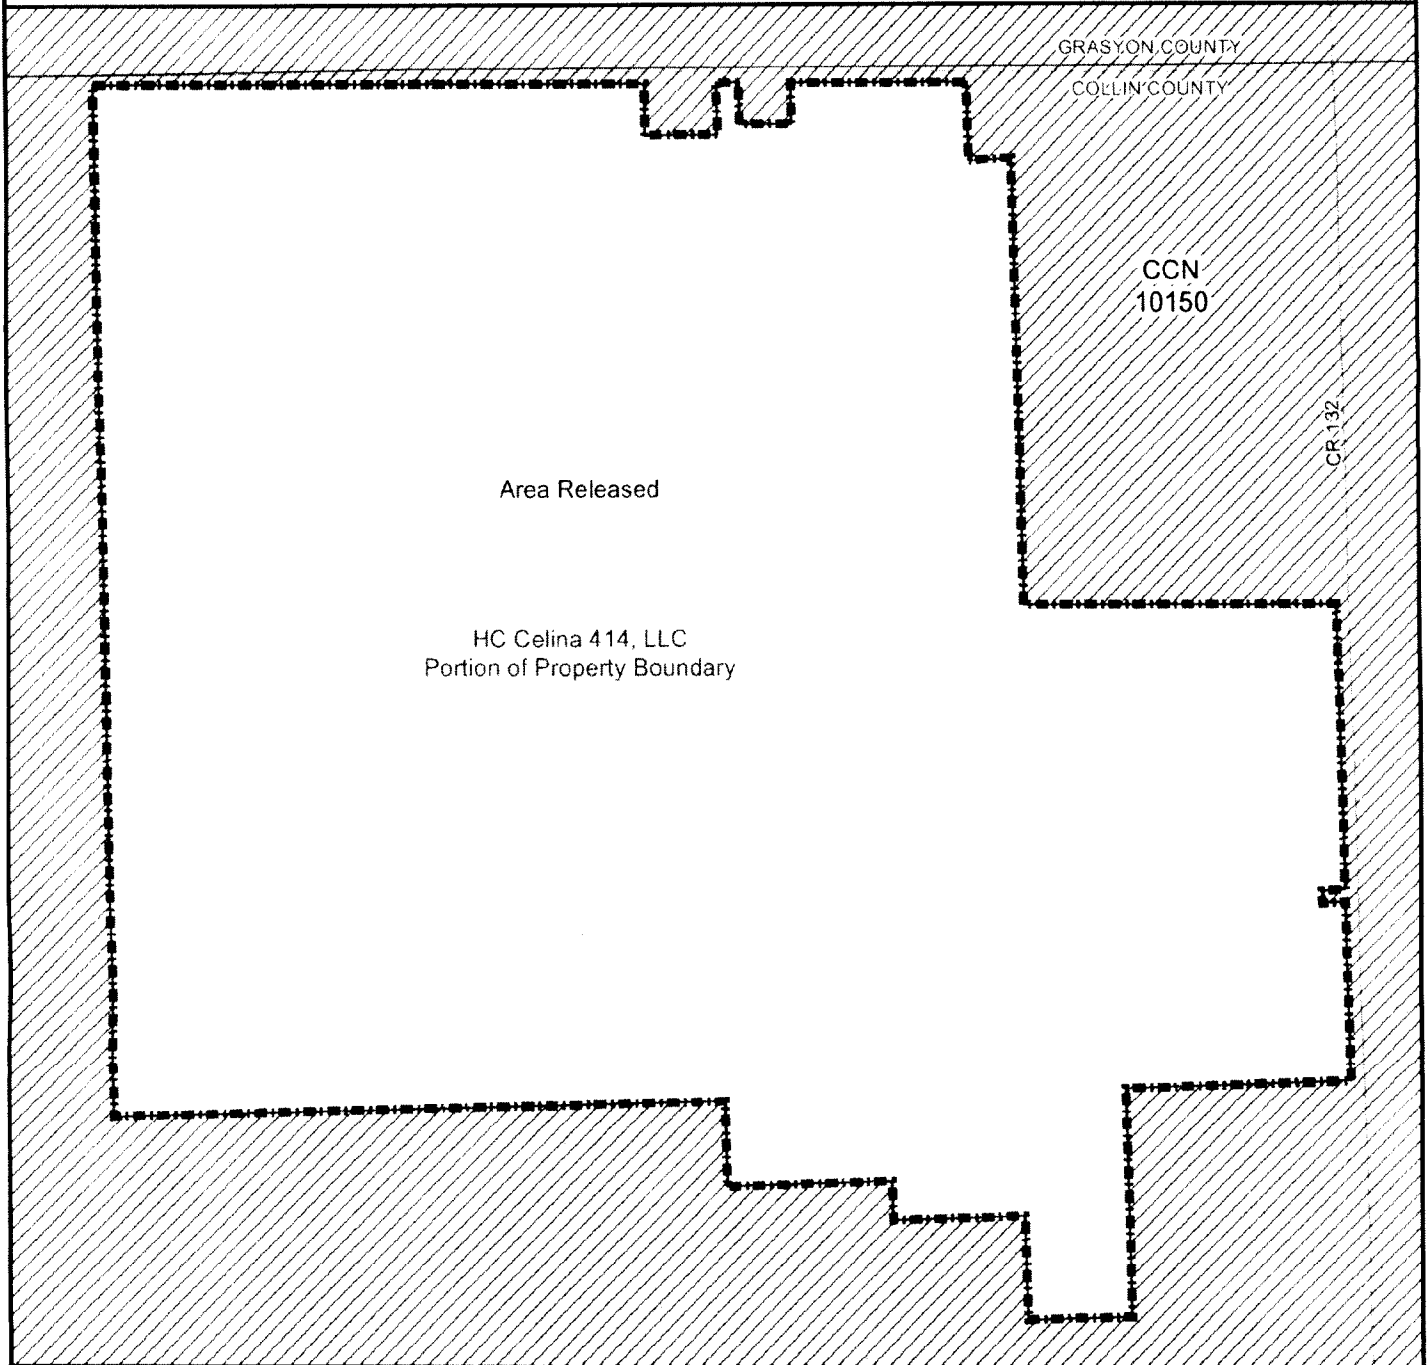 GRASYON COUNTY
COLLIN COUNTY
CCN
10150
CR 132
Area Released
HC Celina 414, LLC
Portion of Property Boundary